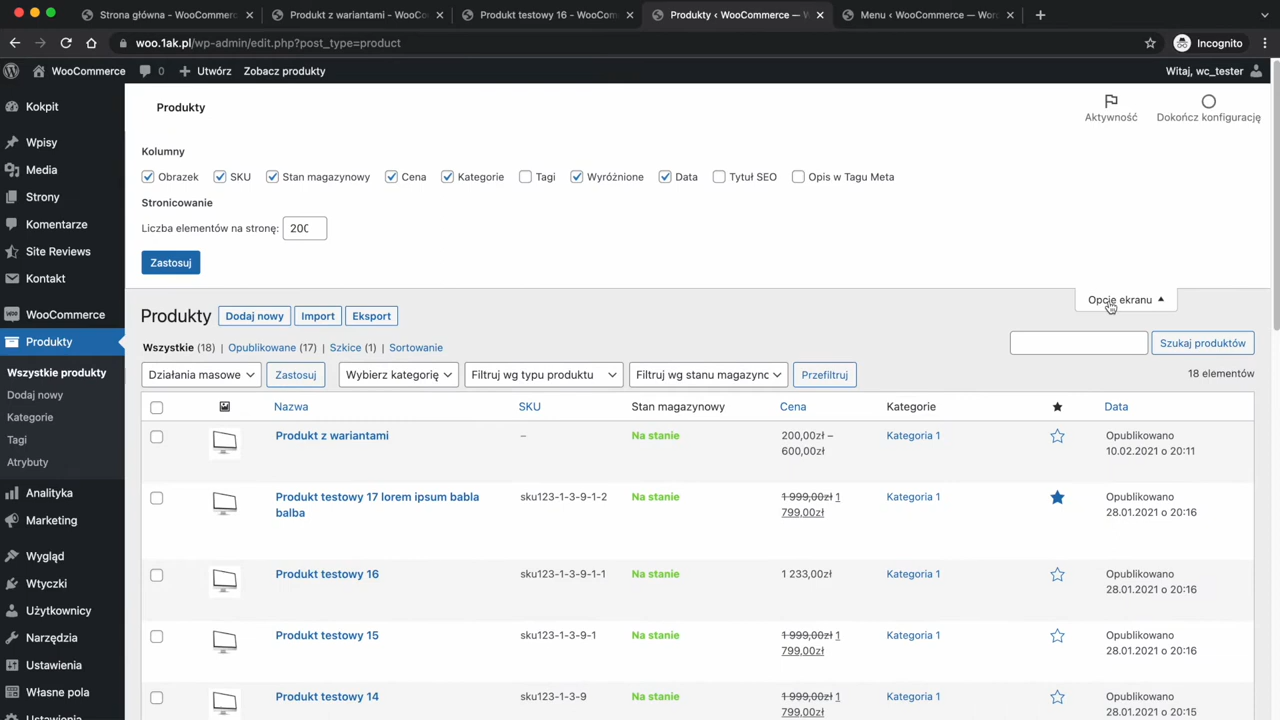 Strona główna - WooCommerce -
Produkt z wariantami - WooCo
Produkt testowy 16 - WooCom
Produkty ‹ WooCommerce — W
Menu ‹ WooCommerce — Wor
woo.1ak.pl/wp-admin/edit.php?post_type=product
Incognito
WooCommerce
0
Utwórz
Zobacz produkty
Witaj, wc_tester
Kokpit
Wpisy
Media
Strony
Komentarze
Site Reviews
Kontakt
WooCommerce
Produkty
Wszystkie produkty
Dodaj nowy
Kategorie
Tagi
Atrybuty
Analityka
Marketing
Wygląd
Wtyczki
Użytkownicy
Narzędzia
Ustawienia
Własne pola
Ustawienia
Produkty
Aktywność
Dokończ konfigurację
Kolumny
Obrazek SKU Stan magazynowy Cena Kategorie Tagi Wyróżnione Data Tytuł SEO Opis w Tagu Meta
Stronicowanie
Liczba elementów na stronę: 200
Zastosuj
Opcje ekranu
Produkty Dodaj nowy Import Eksport
Wszystkie (18) Opublikowane (17) Szkice (1) Sortowanie
Szukaj produktów
Działania masowe Zastosuj Wybierz kategorię Filtruj wg typu produktu Filtruj wg stanu magazync Przefiltruj
18 elementów
Nazwa SKU Stan magazynowy Cena Kategorie Data
Produkt z wariantami – Na stanie 200,00zł – Kategoria 1 Opublikowano
600,00zł 10.02.2021 o 20:11
Produkt testowy 17 lorem ipsum babla sku123-1-3-9-1-2 Na stanie 1 999,00zł 1 Kategoria 1 Opublikowano
balba 799,00zł 28.01.2021 o 20:16
Produkt testowy 16 sku123-1-3-9-1-1 Na stanie 1 233,00zł Kategoria 1 Opublikowano
28.01.2021 o 20:16
Produkt testowy 15 sku123-1-3-9-1 Na stanie 1 999,00zł 1 Kategoria 1 Opublikowano
799,00zł 28.01.2021 o 20:16
Produkt testowy 14 sku123-1-3-9 Na stanie 1 999,00zł 1 Kategoria 1 Opublikowano
799,00zł 28.01.2021 o 20:15